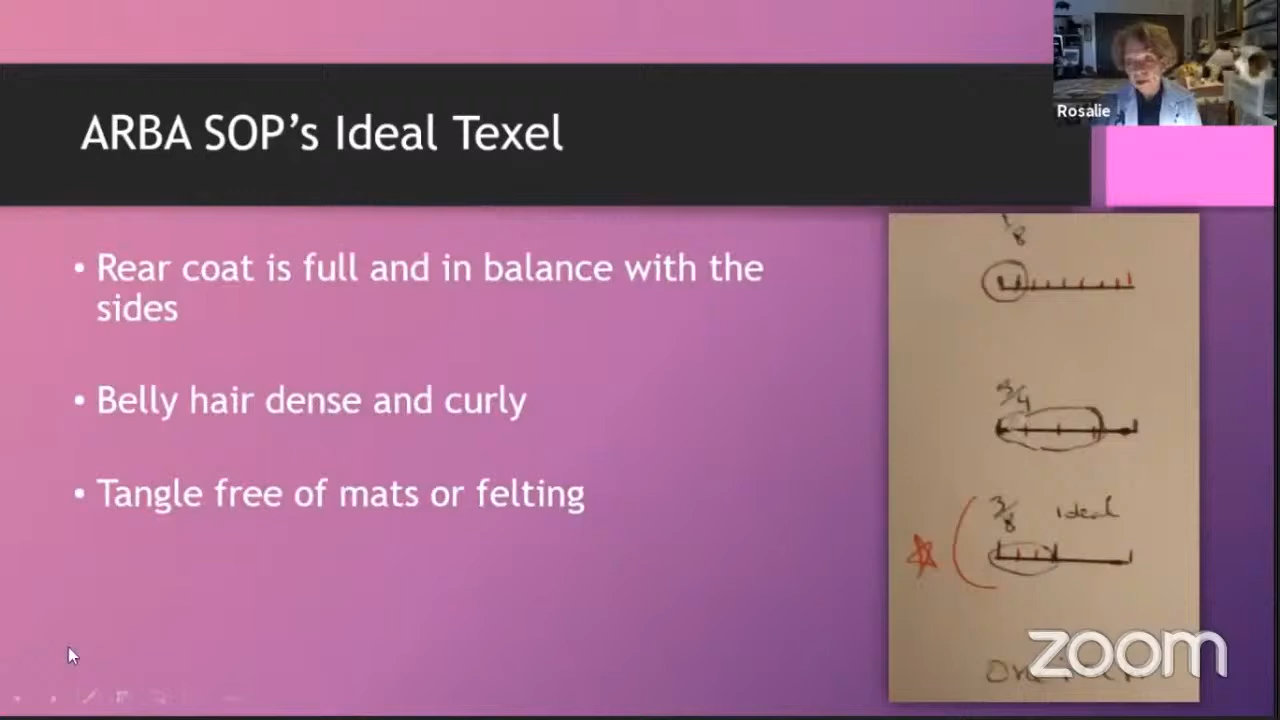 Rosalie
ARBA SOP's Ideal Texel
• Rear coat is full and in balance with the
sides
• Belly hair dense and curly
• Tangle free of mats or felting
1/8
3/4
3/8 ideal
zoom